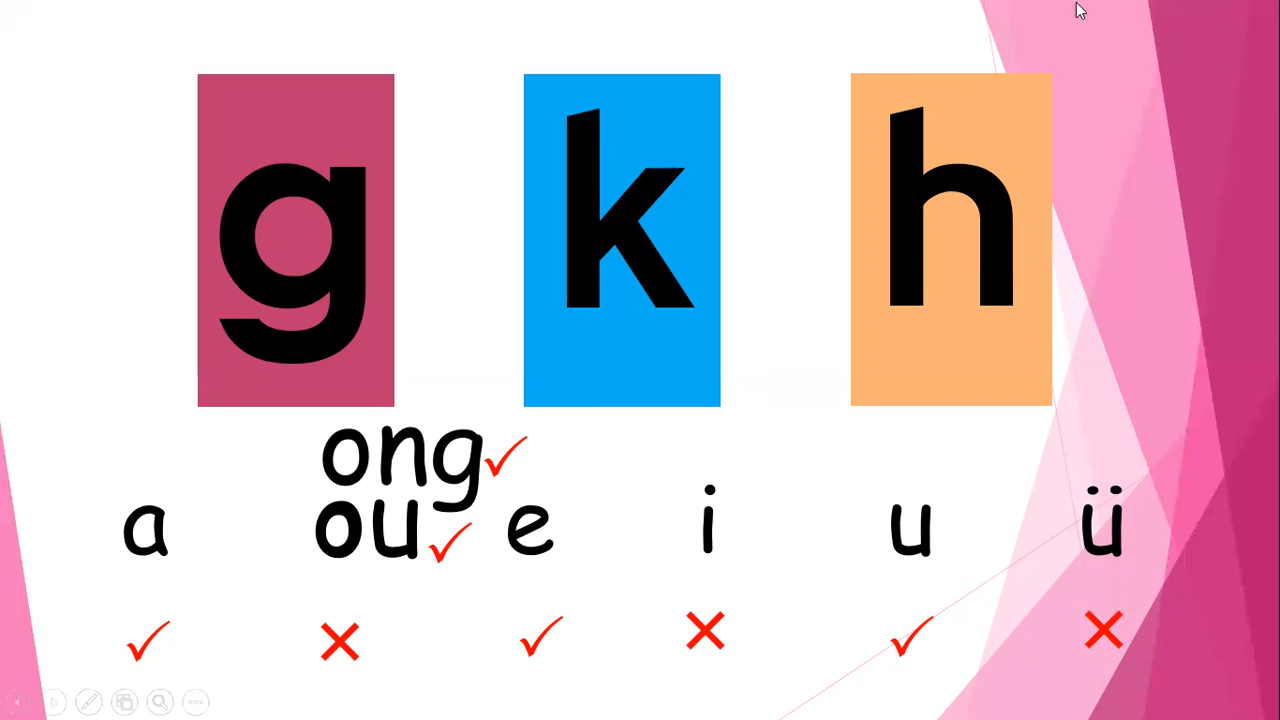 g k h
ong✓
a ou✓ e i u ü
✓ ✕ ✓ ✕ ✓ ✕